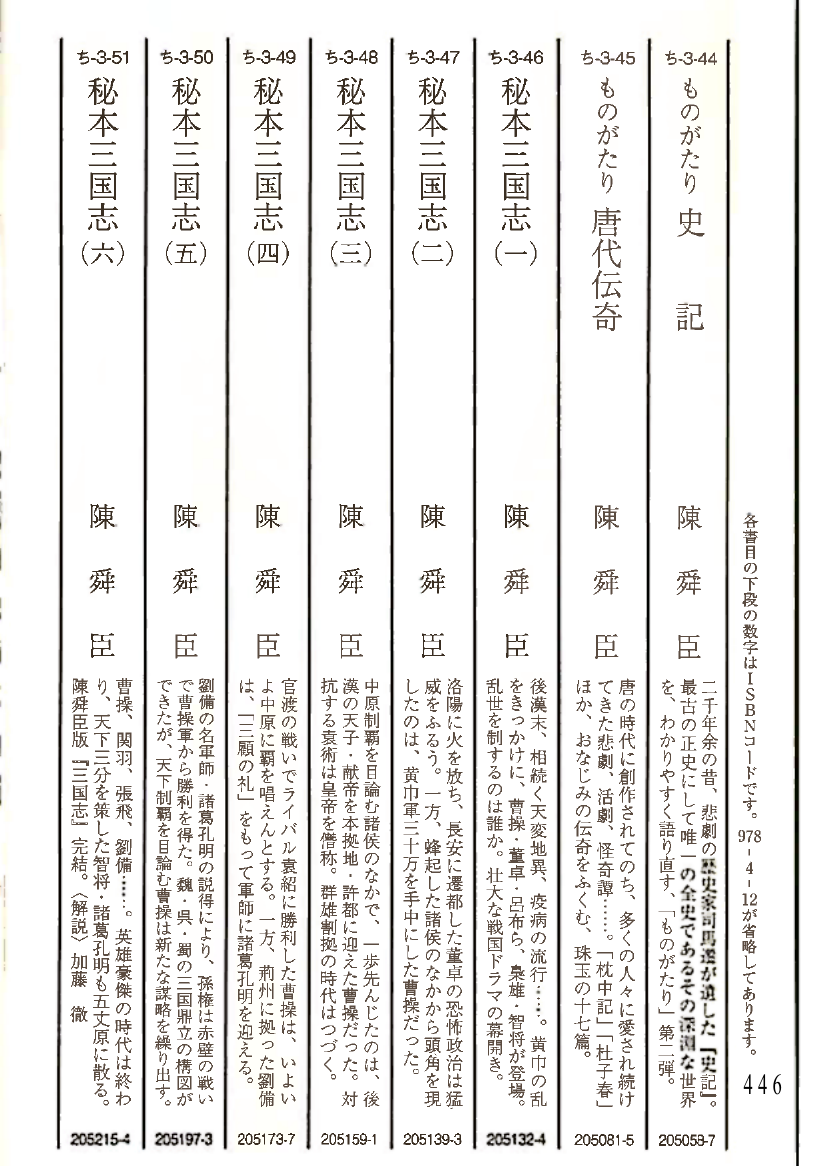 各書目の下段の数字はＩＳＢＮコードです。978－4－12が省略してあります。
ち-3-44
ものがたり 史記
陳舜臣
二千年余の昔、悲劇の歴史家司馬遷が遺した『史記』。
最古の正史にして唯一の全史であるその深淵な世界
を、わかりやすく語り直す、「ものがたり」第二弾。
205058-7
ち-3-45
ものがたり 唐代伝奇
陳舜臣
唐の時代に創作されてのち、多くの人々に愛され続け
てきた悲劇、活劇、怪奇譚……。「枕中記」「杜子春」
ほか、おなじみの伝奇をふくむ、珠玉の十七篇。
205081-5
ち-3-46
秘本三国志（一）
陳舜臣
後漢末、相続く天変地異、疫病の流行……。黄巾の乱
をきっかけに、曹操・董卓・呂布ら、梟雄・智将が登場。
乱世を制するのは誰か。壮大な戦国ドラマの幕開き。
205132-4
ち-3-47
秘本三国志（二）
陳舜臣
洛陽に火を放ち、長安に遷都した董卓の恐怖政治は猛
威をふるう。一方、蜂起した諸侯のなかから頭角を現
したのは、黄巾軍三十万を手中にした曹操だった。
205139-3
ち-3-48
秘本三国志（三）
陳舜臣
中原制覇を目論む諸侯のなかで、一歩先んじたのは、後
漢の天子・献帝を本拠地・許都に迎えた曹操だった。対
抗する袁術は皇帝を僭称。群雄割拠の時代はつづく。
205159-1
ち-3-49
秘本三国志（四）
陳舜臣
官渡の戦いでライバル袁紹に勝利した曹操は、いよい
よ中原に覇を唱えんとする。一方、荊州に拠った劉備
は、「三顧の礼」をもって軍師に諸葛孔明を迎える。
205173-7
ち-3-50
秘本三国志（五）
陳舜臣
劉備の名軍師・諸葛孔明の説得により、孫権は赤壁の戦い
で曹操軍から勝利を得た。魏・呉・蜀の三国鼎立の構図が
できたが、天下制覇を目論む曹操は新たな謀略を繰り出す。
205197-3
ち-3-51
秘本三国志（六）
陳舜臣
曹操、関羽、張飛、劉備……。英雄豪傑の時代は終わ
り、天下三分を策した智将・諸葛孔明も五丈原に散る。
陳舜臣版『三国志』完結。〈解説〉加藤 徹
205215-4
446